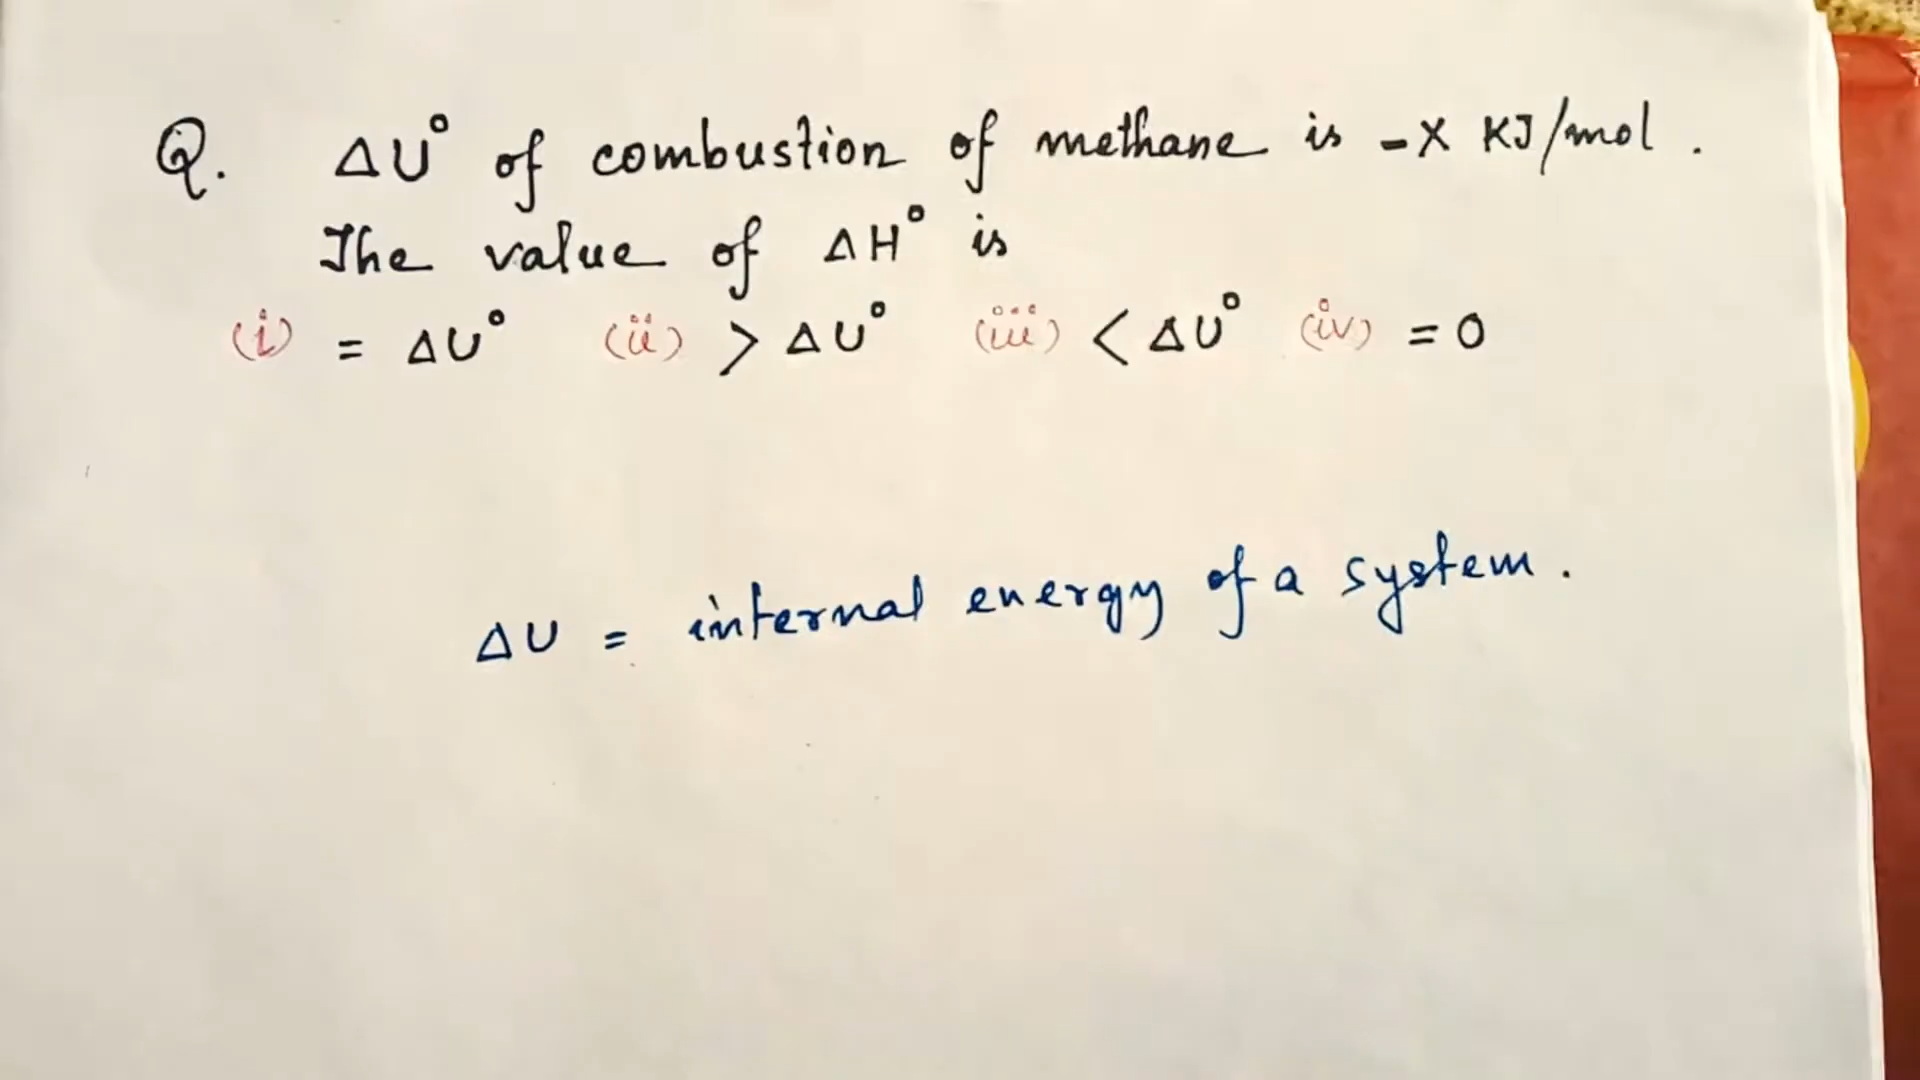 Q. ΔU° of combustion of methane is -X KJ/mol.
The value of ΔH° is
(i) = ΔU° (ii) > ΔU° (iii) < ΔU° (iv) = 0
ΔU = internal energy of a system.